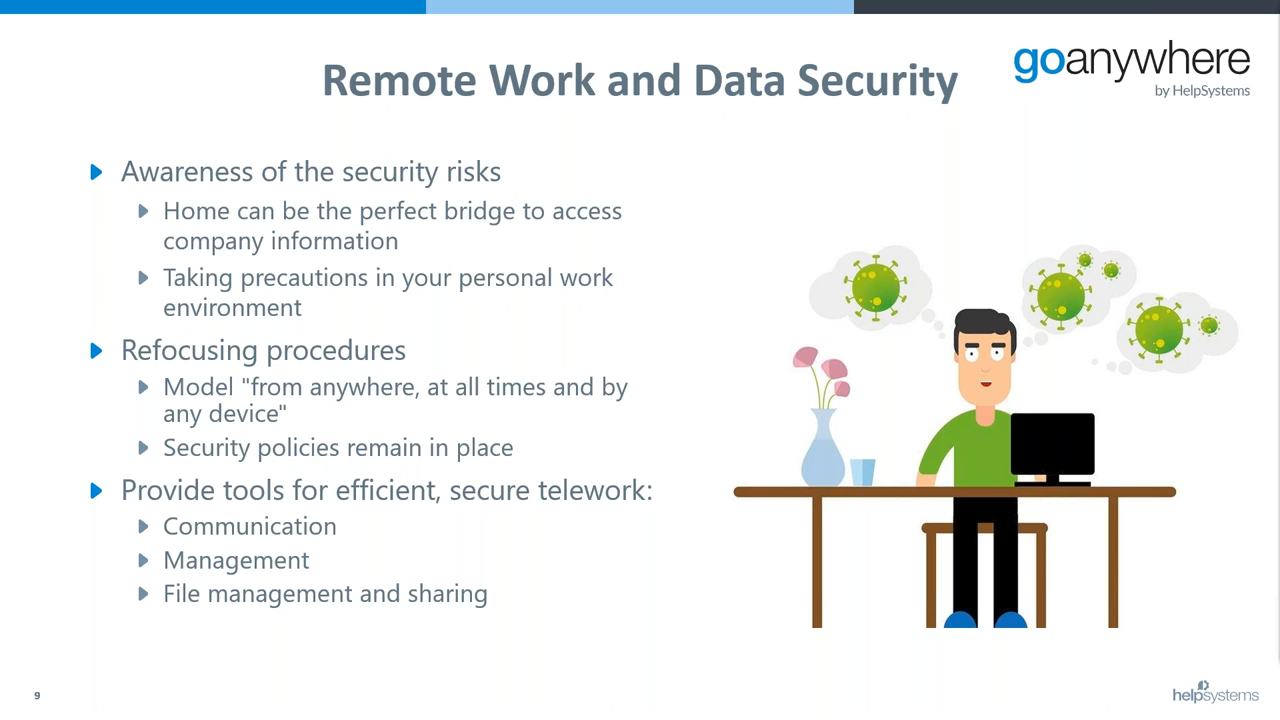 Remote Work and Data Security
goanywhere
by HelpSystems
Awareness of the security risks
Home can be the perfect bridge to access
company information
Taking precautions in your personal work
environment
Refocusing procedures
Model "from anywhere, at all times and by
any device"
Security policies remain in place
Provide tools for efficient, secure telework:
Communication
Management
File management and sharing
9
helpsystems